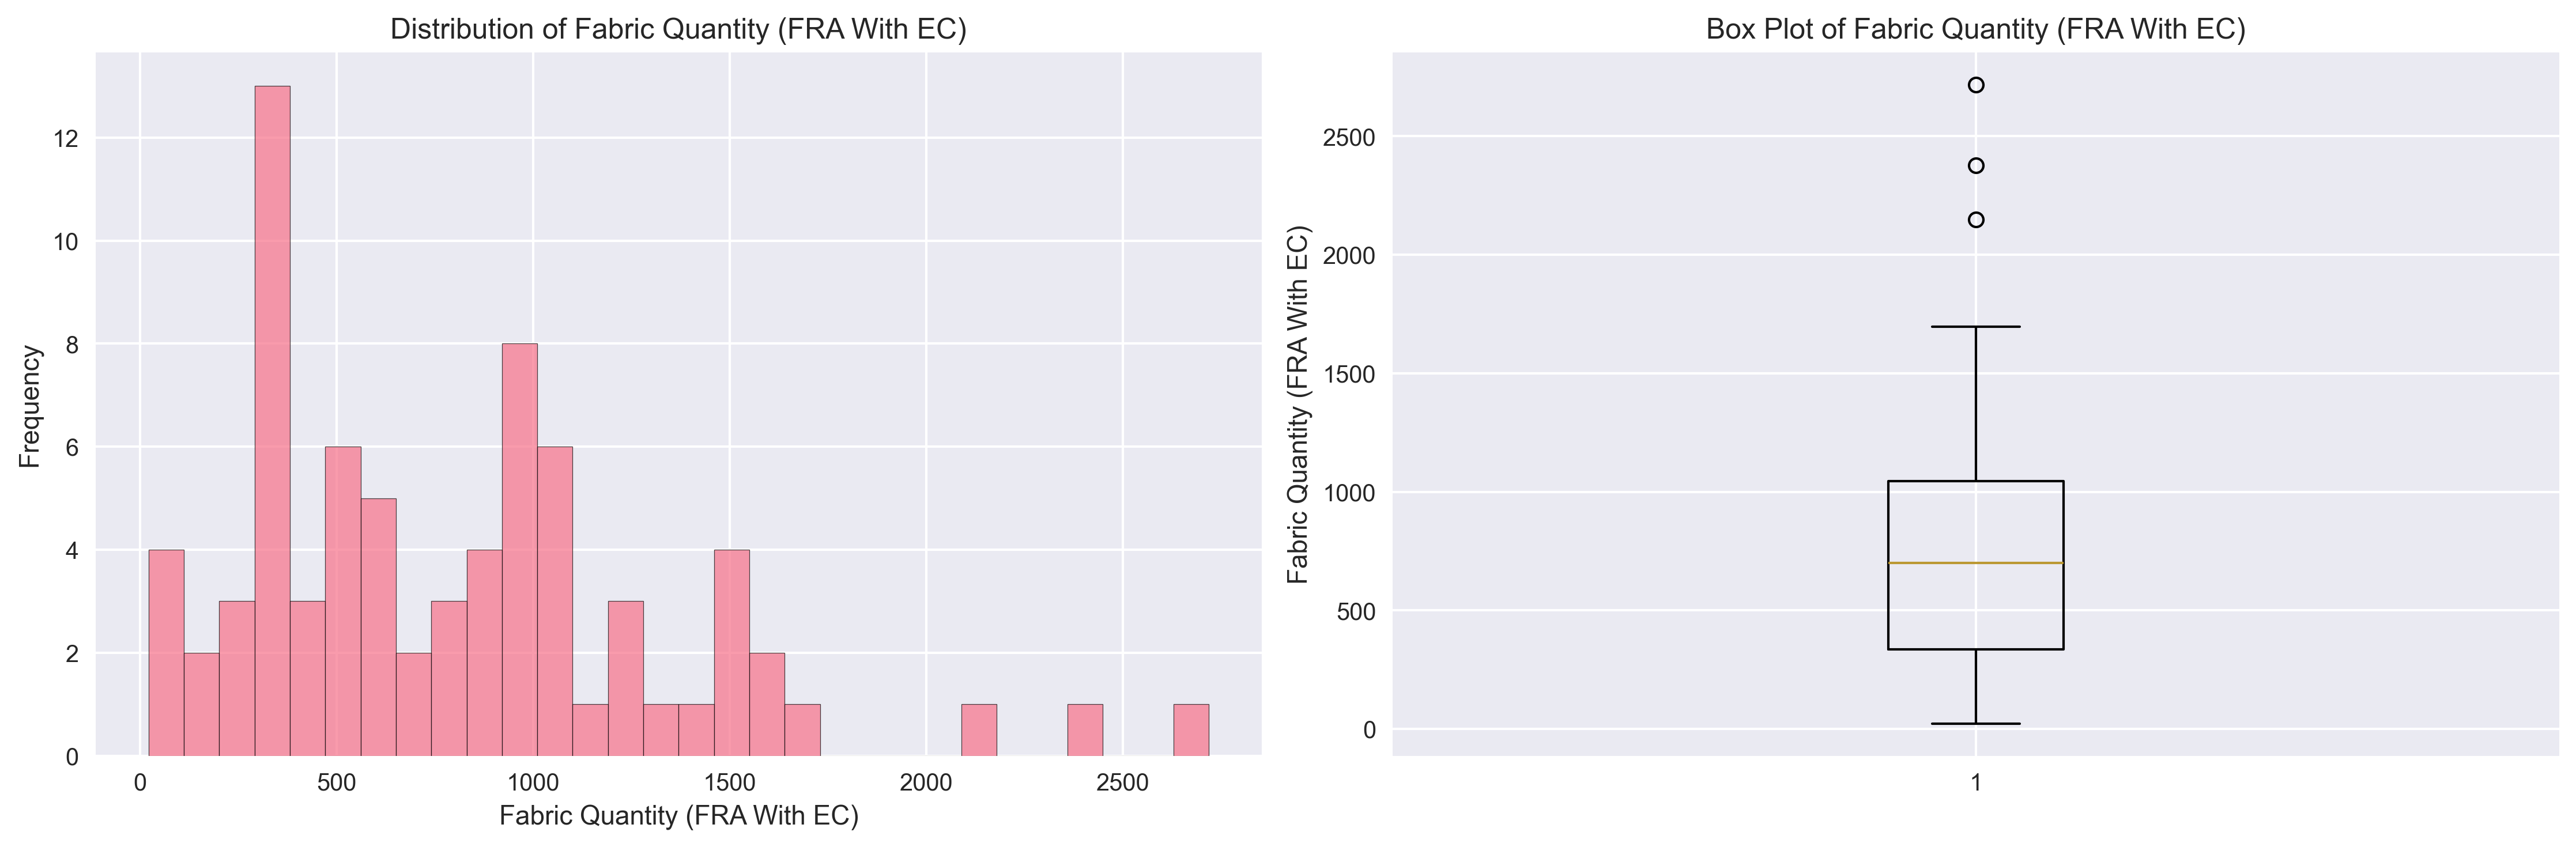 Distribution of Fabric Quantity (FRA With EC)
Frequency
12
10
8
6
4
2
0
0 500 1000 1500 2000 2500
Fabric Quantity (FRA With EC)
Box Plot of Fabric Quantity (FRA With EC)
Fabric Quantity (FRA With EC)
2500
2000
1500
1000
500
0
1